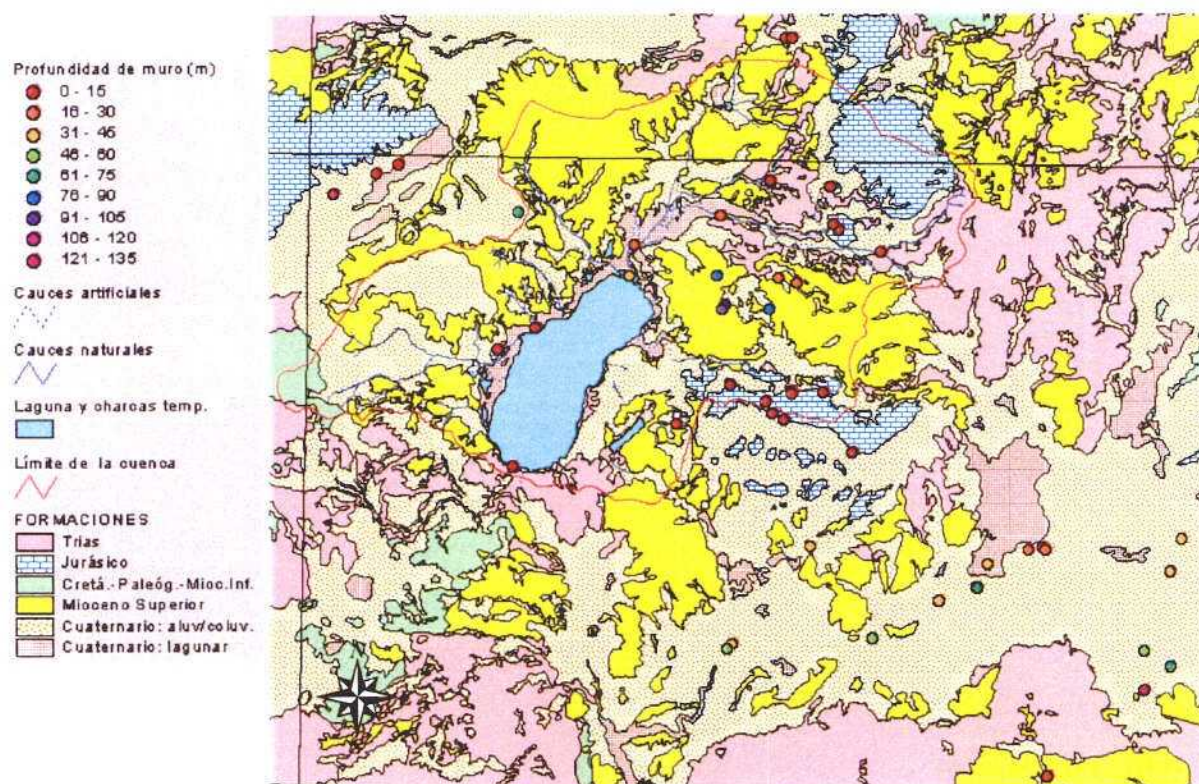 Profundidad de muro (m)
0 - 15
16 - 30
31 - 45
46 - 60
61 - 75
76 - 90
91 - 105
106 - 120
121 - 135
Cauces artificiales
Cauces naturales
Laguna y charcas temp.
Límite de la cuenca
FORMACIONES
Trias
Jurásico
Cretá.-Paleóg.-Mioc.Inf.
Mioceno Superior
Cuaternario: aluv/coluv.
Cuaternario: lagunar